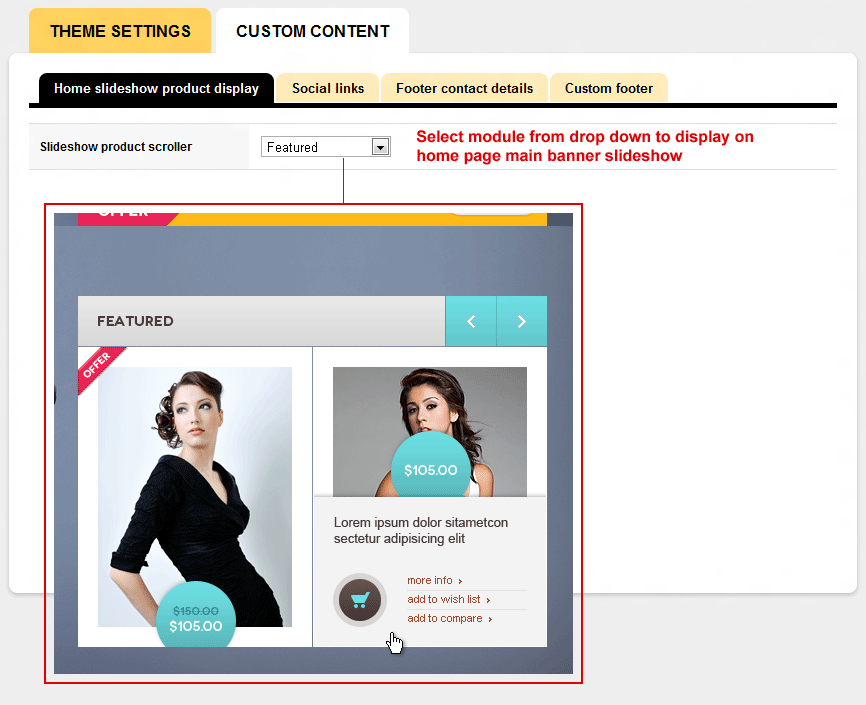 THEME SETTINGS
CUSTOM CONTENT
Home slideshow product display
Social links
Footer contact details
Custom footer
Slideshow product scroller
Featured
Select module from drop down to display on
home page main banner slideshow
OFFER
FEATURED
OFFER
$150.00
$105.00
$105.00
Lorem ipsum dolor sitametcon
sectetur adipisicing elit
more info
add to wish list
add to compare